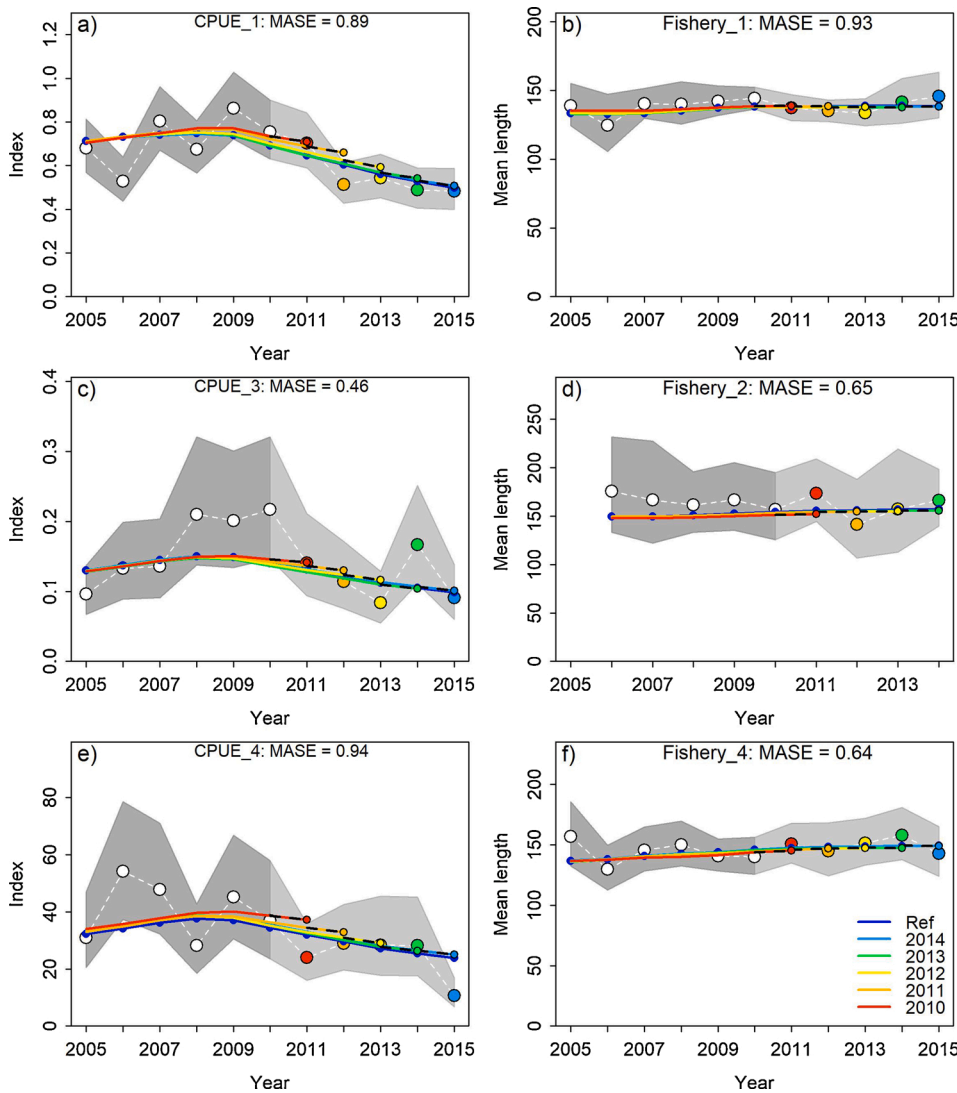 a) CPUE_1: MASE = 0.89
Index
0.0 0.2 0.4 0.6 0.8 1.0 1.2
2005 2007 2009 2011 2013 2015
Year
b) Fishery_1: MASE = 0.93
Mean length
0 50 100 150 200
2005 2007 2009 2011 2013 2015
Year
c) CPUE_3: MASE = 0.46
Index
0.0 0.1 0.2 0.3 0.4
2005 2007 2009 2011 2013 2015
Year
d) Fishery_2: MASE = 0.65
Mean length
0 50 100 150 200 250
2005 2007 2009 2011 2013
Year
e) CPUE_4: MASE = 0.94
Index
0 20 40 60 80
2005 2007 2009 2011 2013 2015
Year
f) Fishery_4: MASE = 0.64
Mean length
0 50 100 150 200
2005 2007 2009 2011 2013 2015
Year
Ref
2014
2013
2012
2011
2010